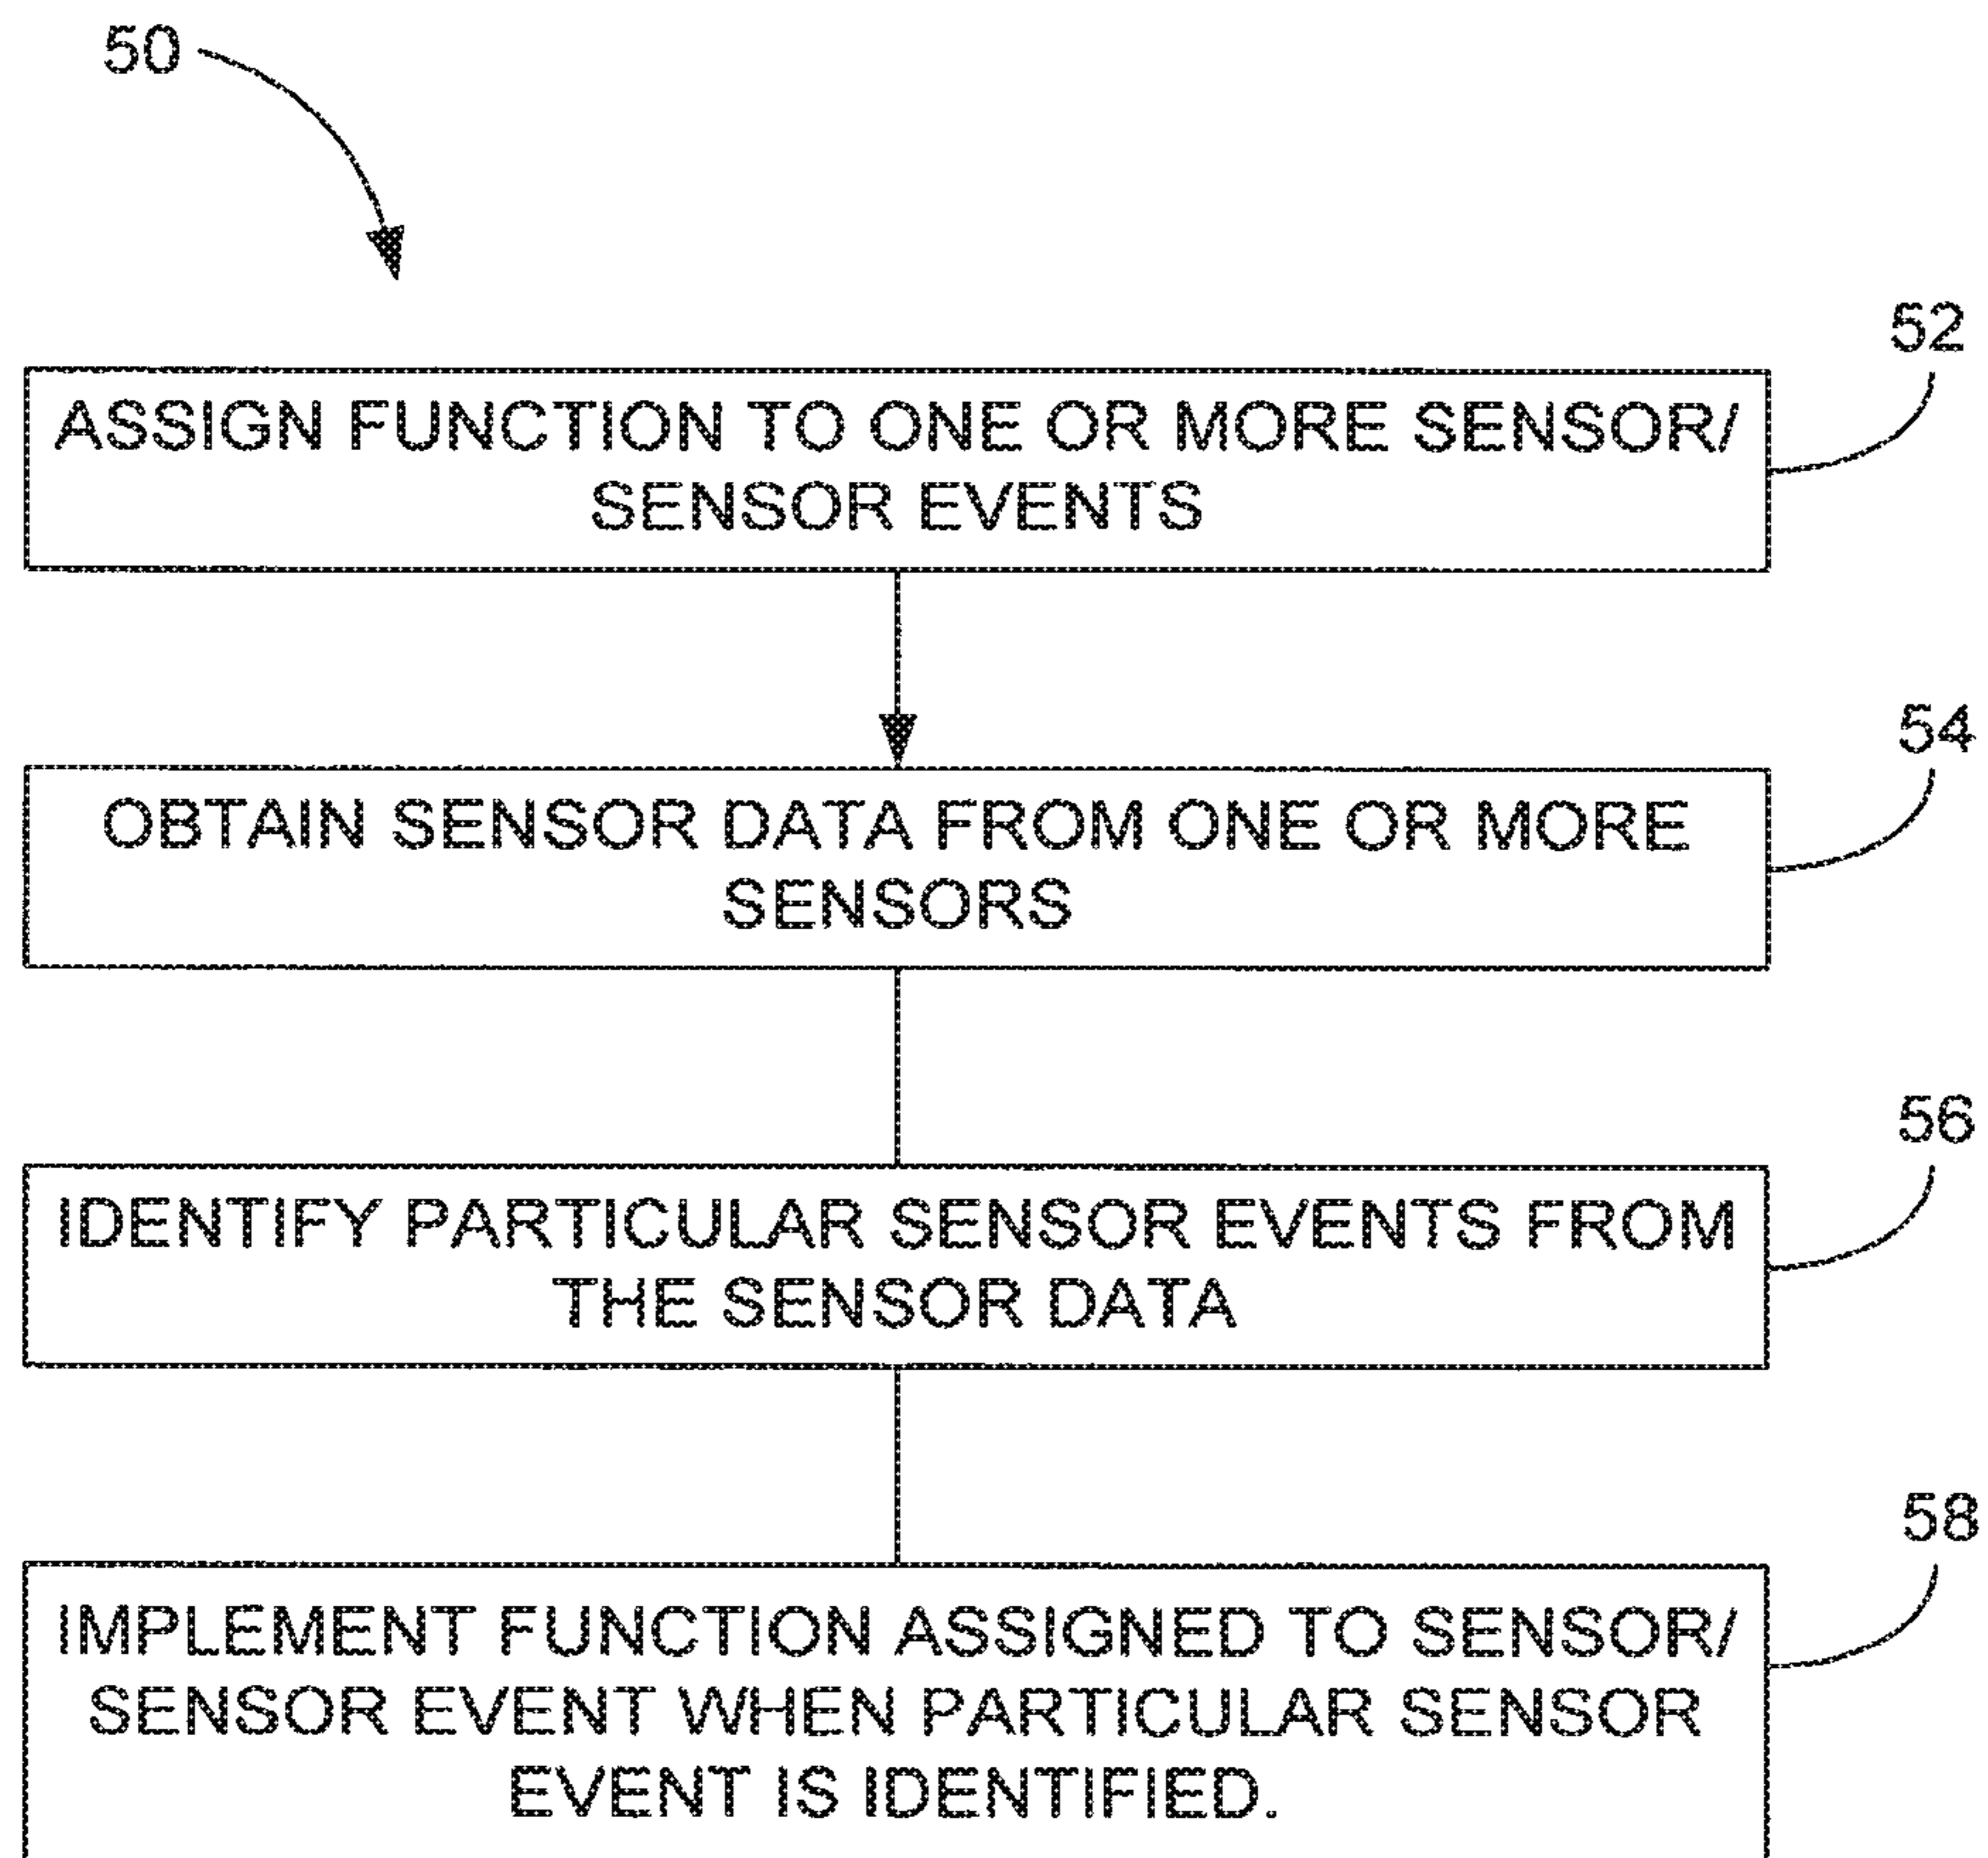 50
52
ASSIGN FUNCTION TO ONE OR MORE SENSOR/
SENSOR EVENTS
54
OBTAIN SENSOR DATA FROM ONE OR MORE
SENSORS
56
IDENTIFY PARTICULAR SENSOR EVENTS FROM
THE SENSOR DATA
58
IMPLEMENT FUNCTION ASSIGNED TO SENSOR/
SENSOR EVENT WHEN PARTICULAR SENSOR
EVENT IS IDENTIFIED.